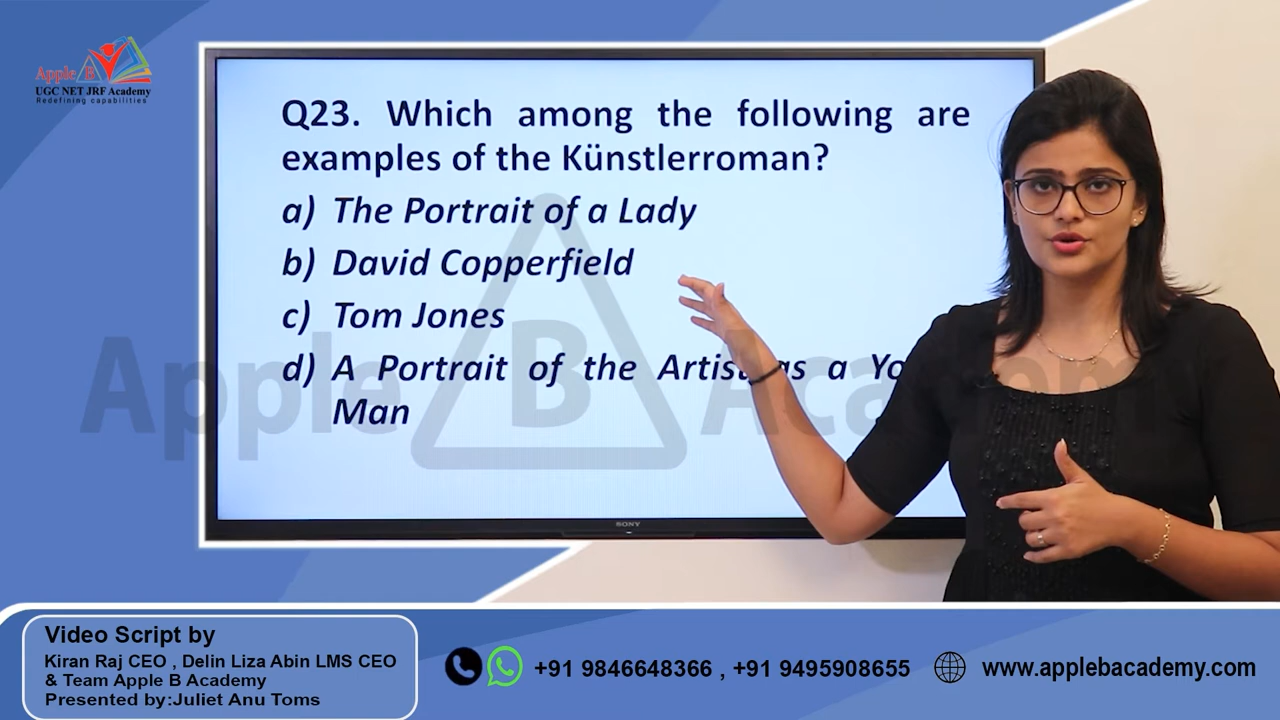 Apple B
UGC NET JRF Academy
Redefining capabilities
Q23. Which among the following are
examples of the Künstlerroman?
a) The Portrait of a Lady
b) David Copperfield
c) Tom Jones
d) A Portrait of the Artist as a
Man
Apple B Academy
SONY
Video Script by
Kiran Raj CEO , Delin Liza Abin LMS CEO
& Team Apple B Academy
Presented by:Juliet Anu Toms
+91 9846648366 , +91 9495908655
www.applebacademy.com